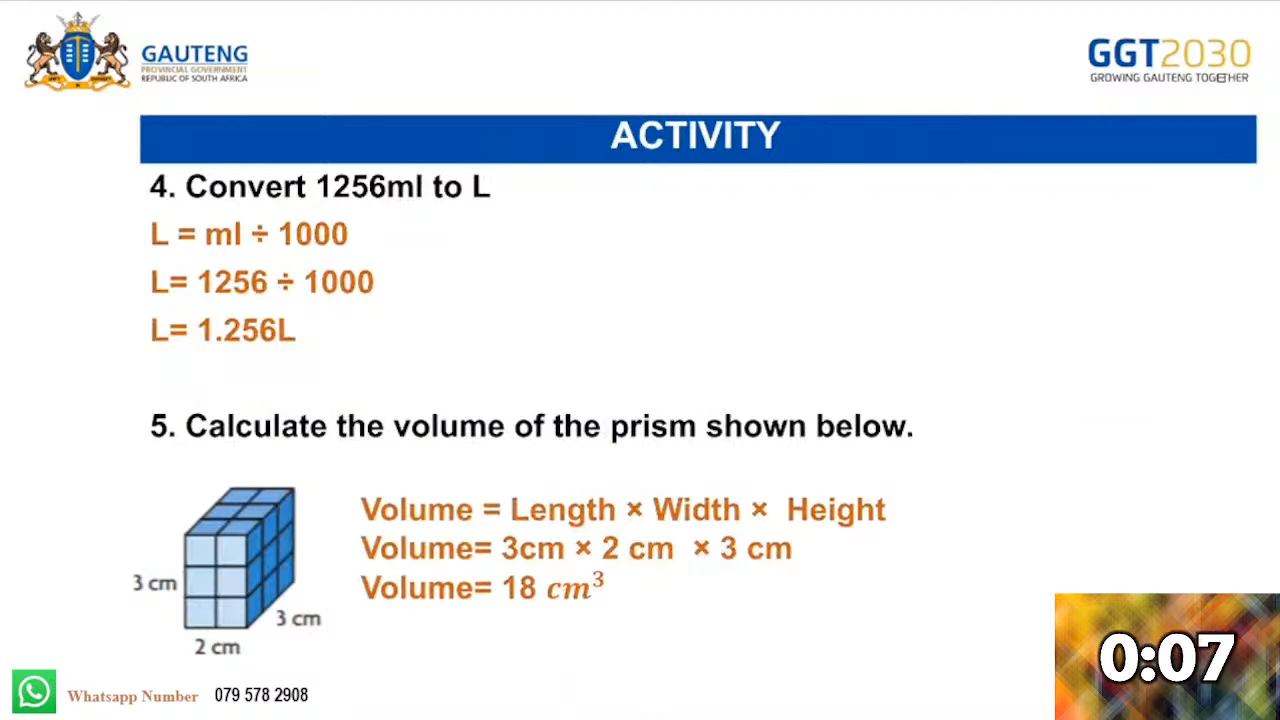 GAUTENG
PROVINCIAL GOVERNMENT
REPUBLIC OF SOUTH AFRICA
GGT2030
GROWING GAUTENG TOGETHER
ACTIVITY
4. Convert 1256ml to L
L = ml ÷ 1000
L= 1256 ÷ 1000
L= 1.256L
5. Calculate the volume of the prism shown below.
Volume = Length × Width × Height
Volume= 3cm × 2 cm × 3 cm
Volume= 18 cm³
3 cm
3 cm
2 cm
0:07
Whatsapp Number 079 578 2908